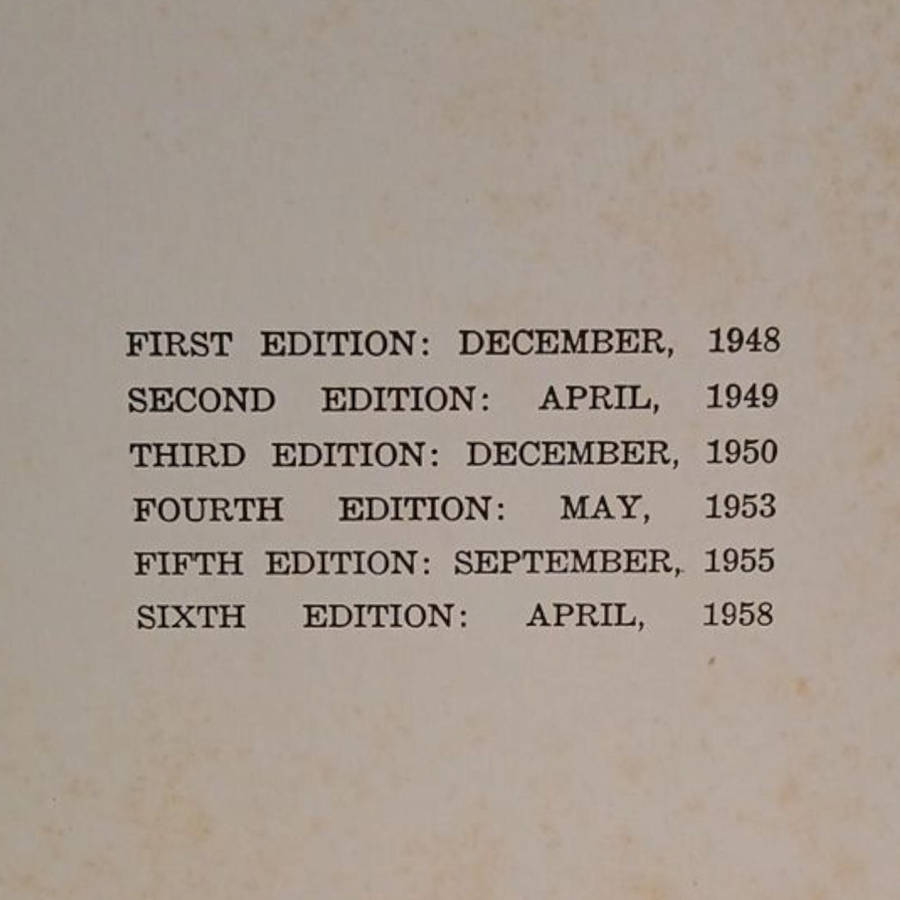 FIRST EDITION: DECEMBER, 1948
SECOND EDITION: APRIL, 1949
THIRD EDITION: DECEMBER, 1950
FOURTH EDITION: MAY, 1953
FIFTH EDITION: SEPTEMBER, 1955
SIXTH EDITION: APRIL, 1958